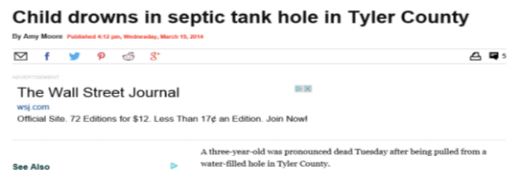 Child drowns in septic tank hole in Tyler County
By Amy Moore Published 4:12 pm, Wednesday, March 19, 2014
5
ADVERTISEMENT
The Wall Street Journal
wsj.com
Official Site. 72 Editions for $12. Less Than 17¢ an Edition. Join Now!
A three-year-old was pronounced dead Tuesday after being pulled from a
water-filled hole in Tyler County.
See Also